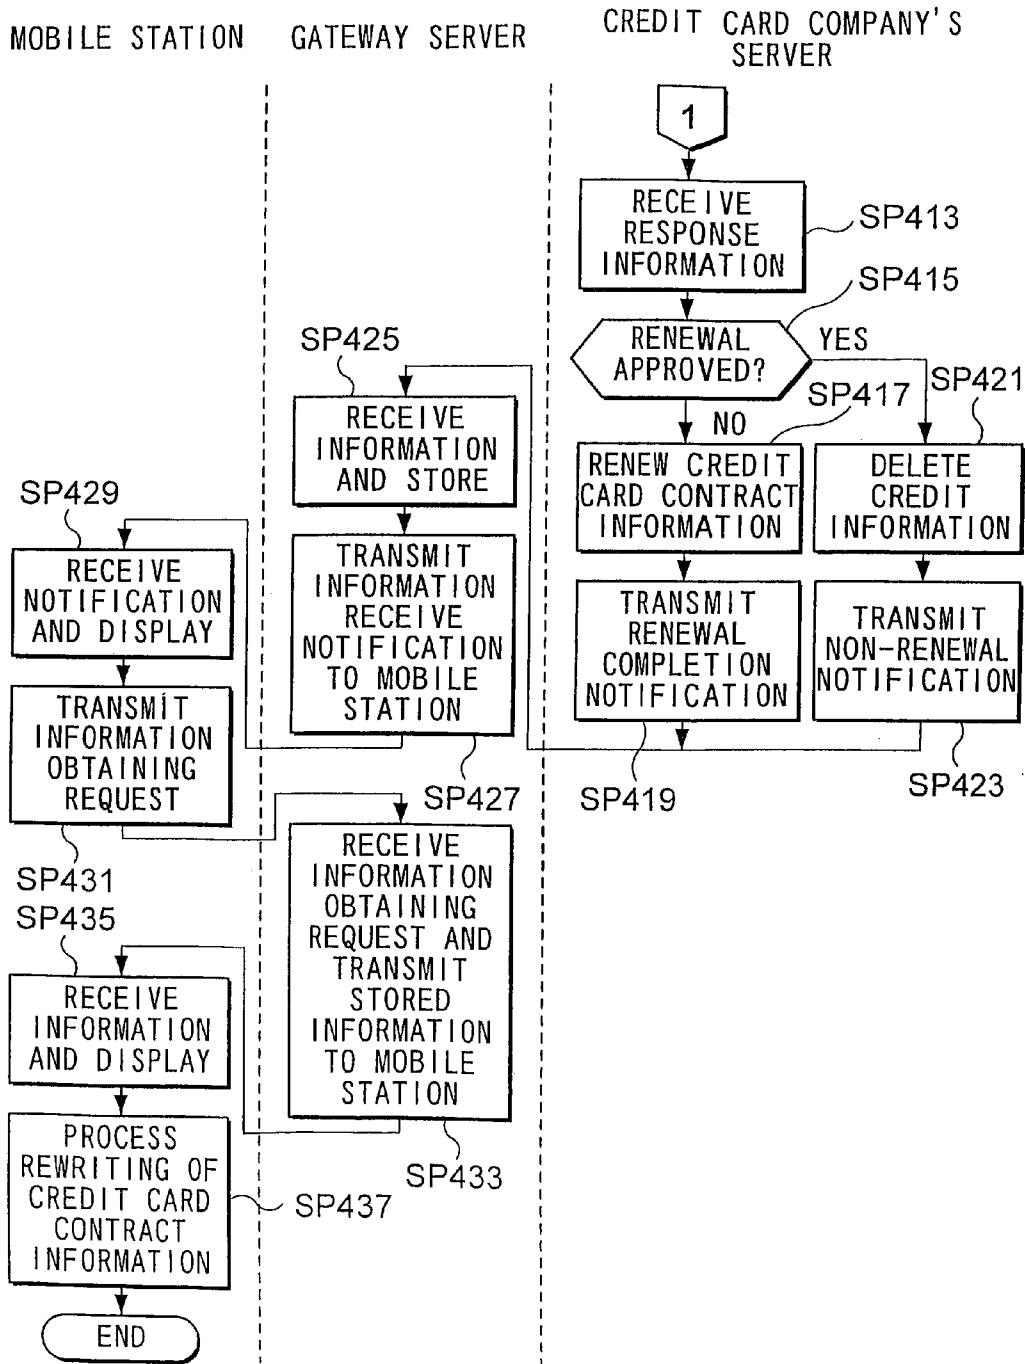 MOBILE STATION
GATEWAY SERVER
CREDIT CARD COMPANY'S
SERVER
1
RECEIVE
RESPONSE
INFORMATION
SP413
SP415
RENEWAL
APPROVED?
YES
NO
SP417
SP421
RENEW CREDIT
CARD CONTRACT
INFORMATION
DELETE
CREDIT
INFORMATION
TRANSMIT
RENEWAL
COMPLETION
NOTIFICATION
TRANSMIT
NON-RENEWAL
NOTIFICATION
SP419
SP423
SP425
RECEIVE
INFORMATION
AND STORE
TRANSMIT
INFORMATION
RECEIVE
NOTIFICATION
TO MOBILE
STATION
SP427
SP429
RECEIVE
NOTIFICATION
AND DISPLAY
TRANSMIT
INFORMATION
OBTAINING
REQUEST
SP431
RECEIVE
INFORMATION
OBTAINING
REQUEST AND
TRANSMIT
STORED
INFORMATION
TO MOBILE
STATION
SP433
SP435
RECEIVE
INFORMATION
AND DISPLAY
PROCESS
REWRITING OF
CREDIT CARD
CONTRACT
INFORMATION
SP437
END